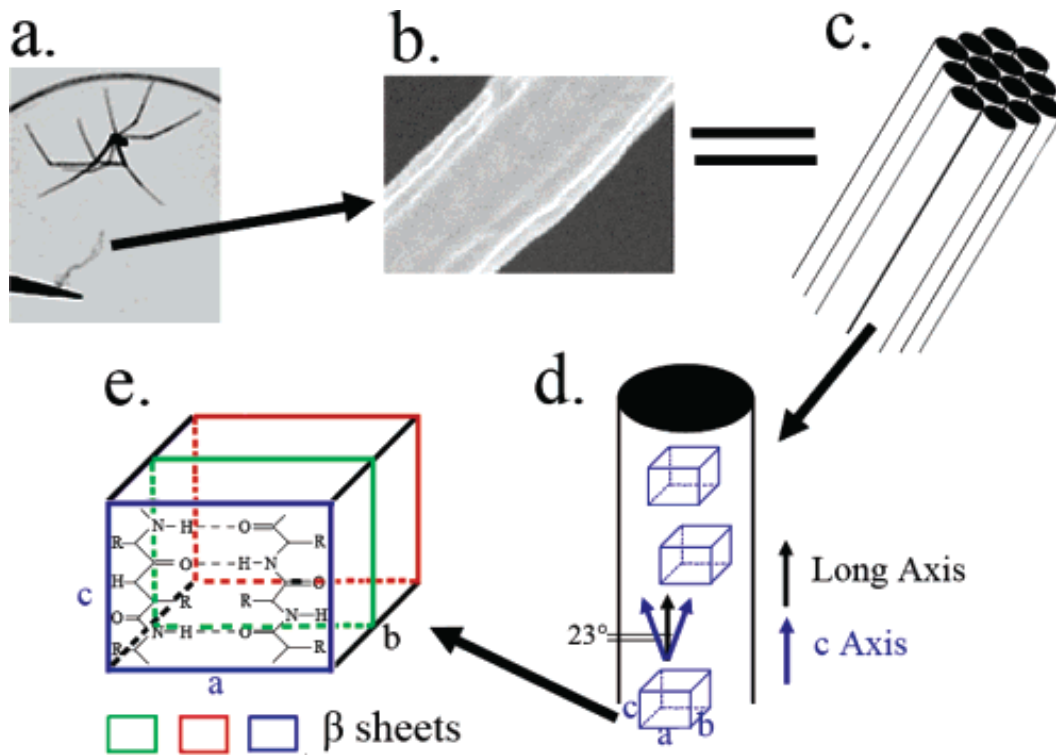 a.
b.
c.
d.
Long Axis
23°
c Axis
c
a
b
e.
N H O
R R
O H N
H O
c
R R
O N H
N H O
R R
b
a
β sheets